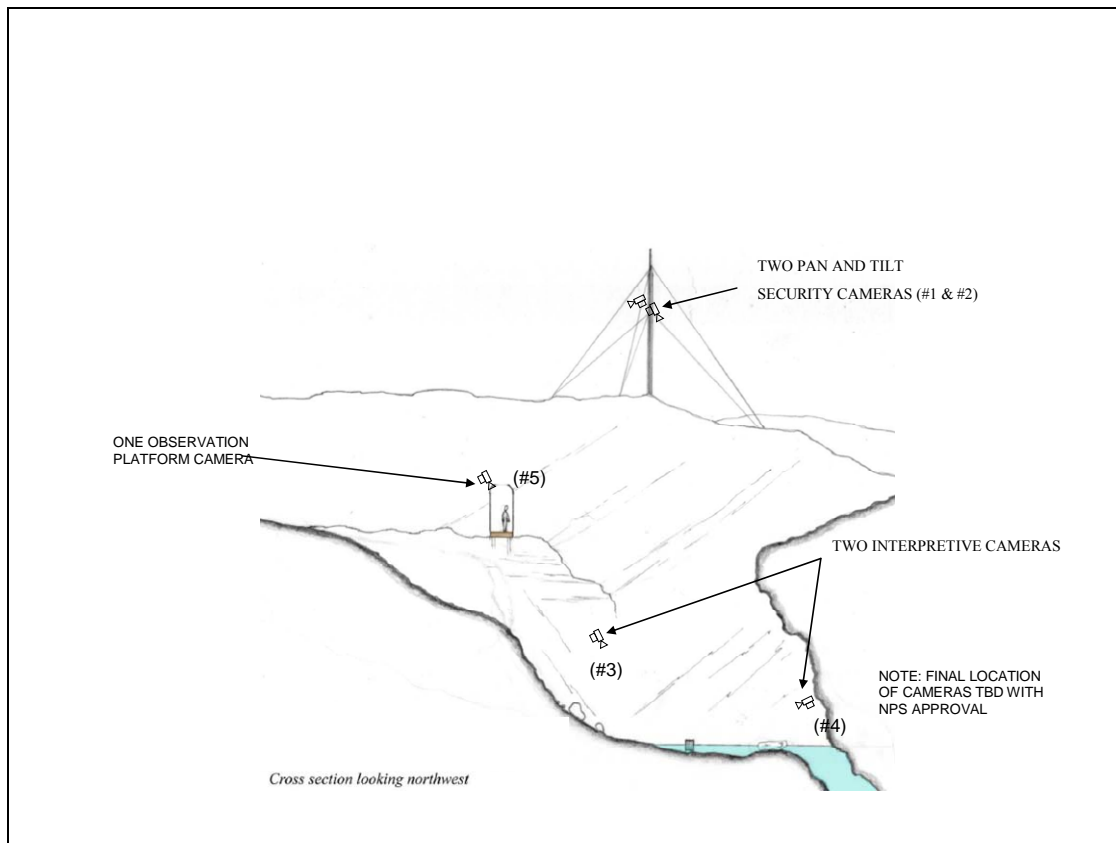 TWO PAN AND TILT
SECURITY CAMERAS (#1 & #2)
ONE OBSERVATION
PLATFORM CAMERA
(#5)
TWO INTERPRETIVE CAMERAS
(#3)
NOTE: FINAL LOCATION
OF CAMERAS TBD WITH
NPS APPROVAL
(#4)
Cross section looking northwest